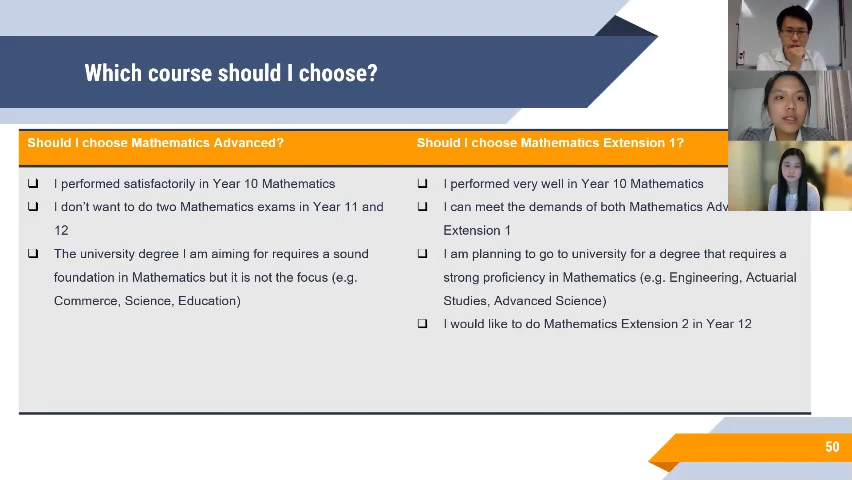 Which course should I choose?
Should I choose Mathematics Advanced?
I performed satisfactorily in Year 10 Mathematics
I don’t want to do two Mathematics exams in Year 11 and
12
The university degree I am aiming for requires a sound
foundation in Mathematics but it is not the focus (e.g.
Commerce, Science, Education)
Should I choose Mathematics Extension 1?
I performed very well in Year 10 Mathematics
I can meet the demands of both Mathematics
Extension 1
I am planning to go to university for a degree that requires a
strong proficiency in Mathematics (e.g. Engineering, Actuarial
Studies, Advanced Science)
I would like to do Mathematics Extension 2 in Year 12
50